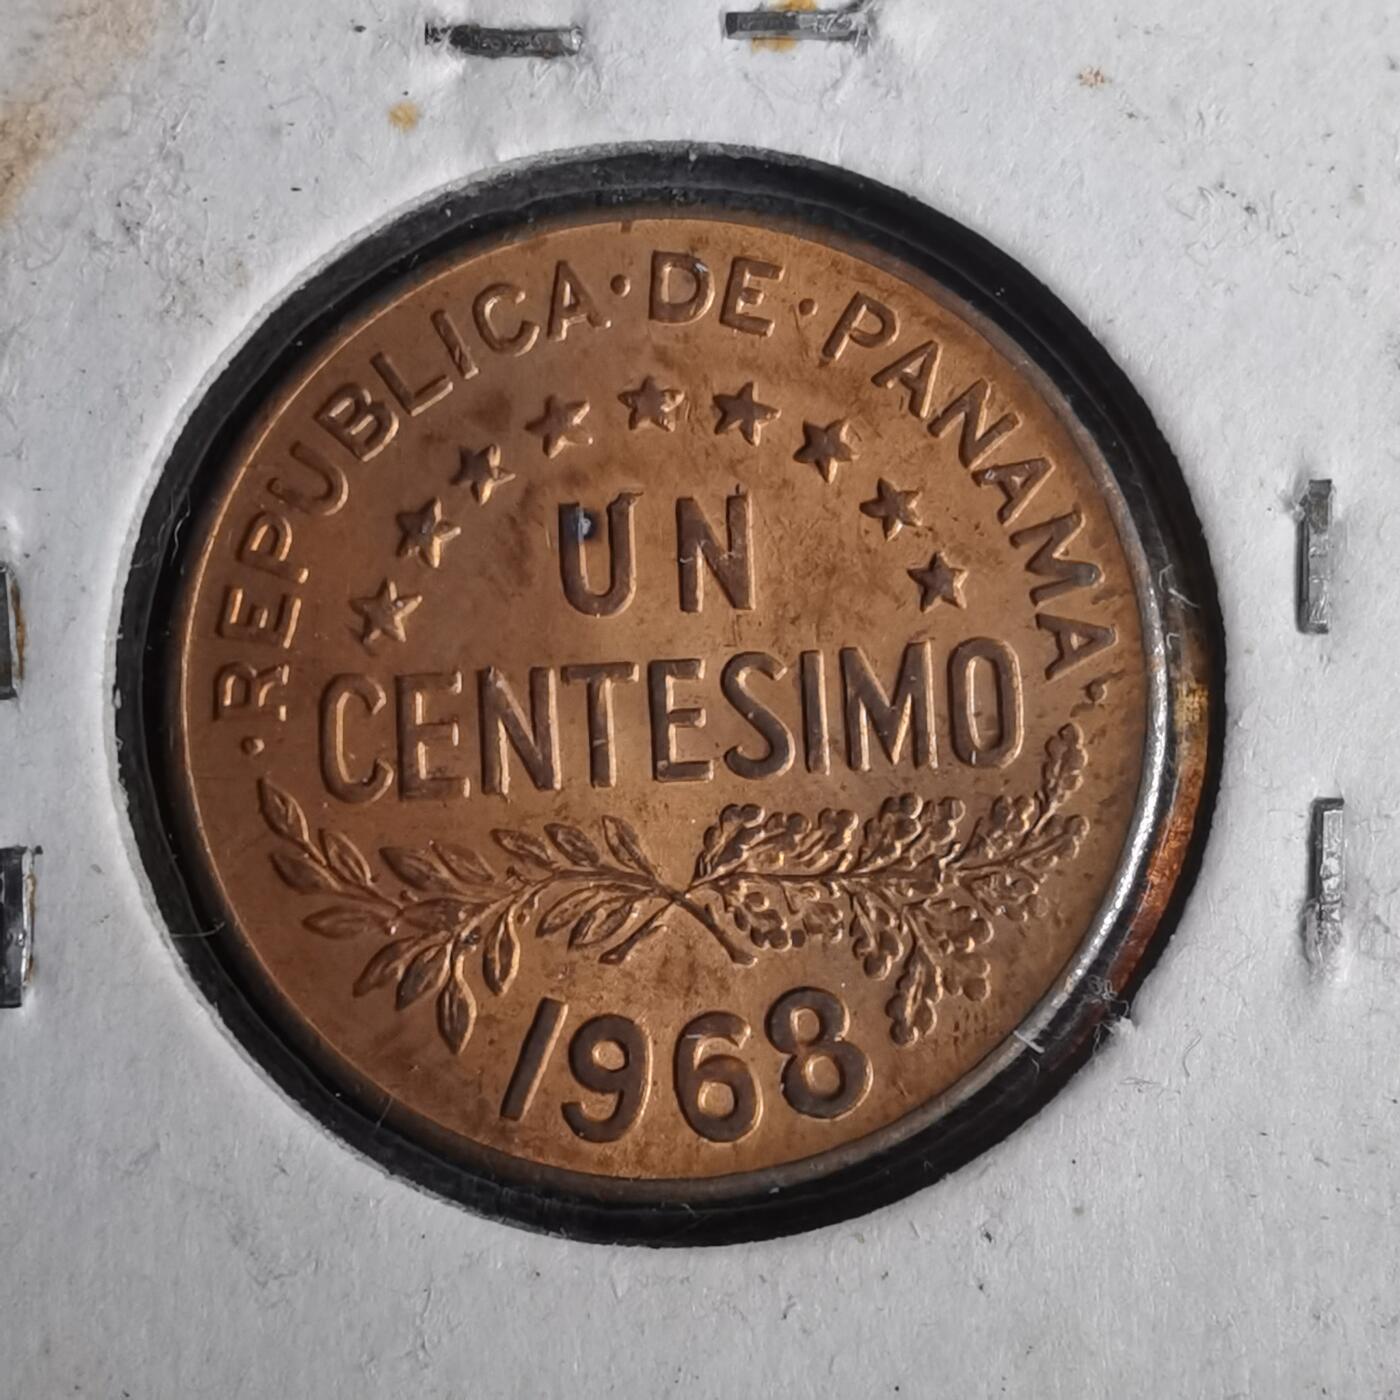 ·REPUBLICA·DE·PANAMA·
UN
CENTESIMO
1968